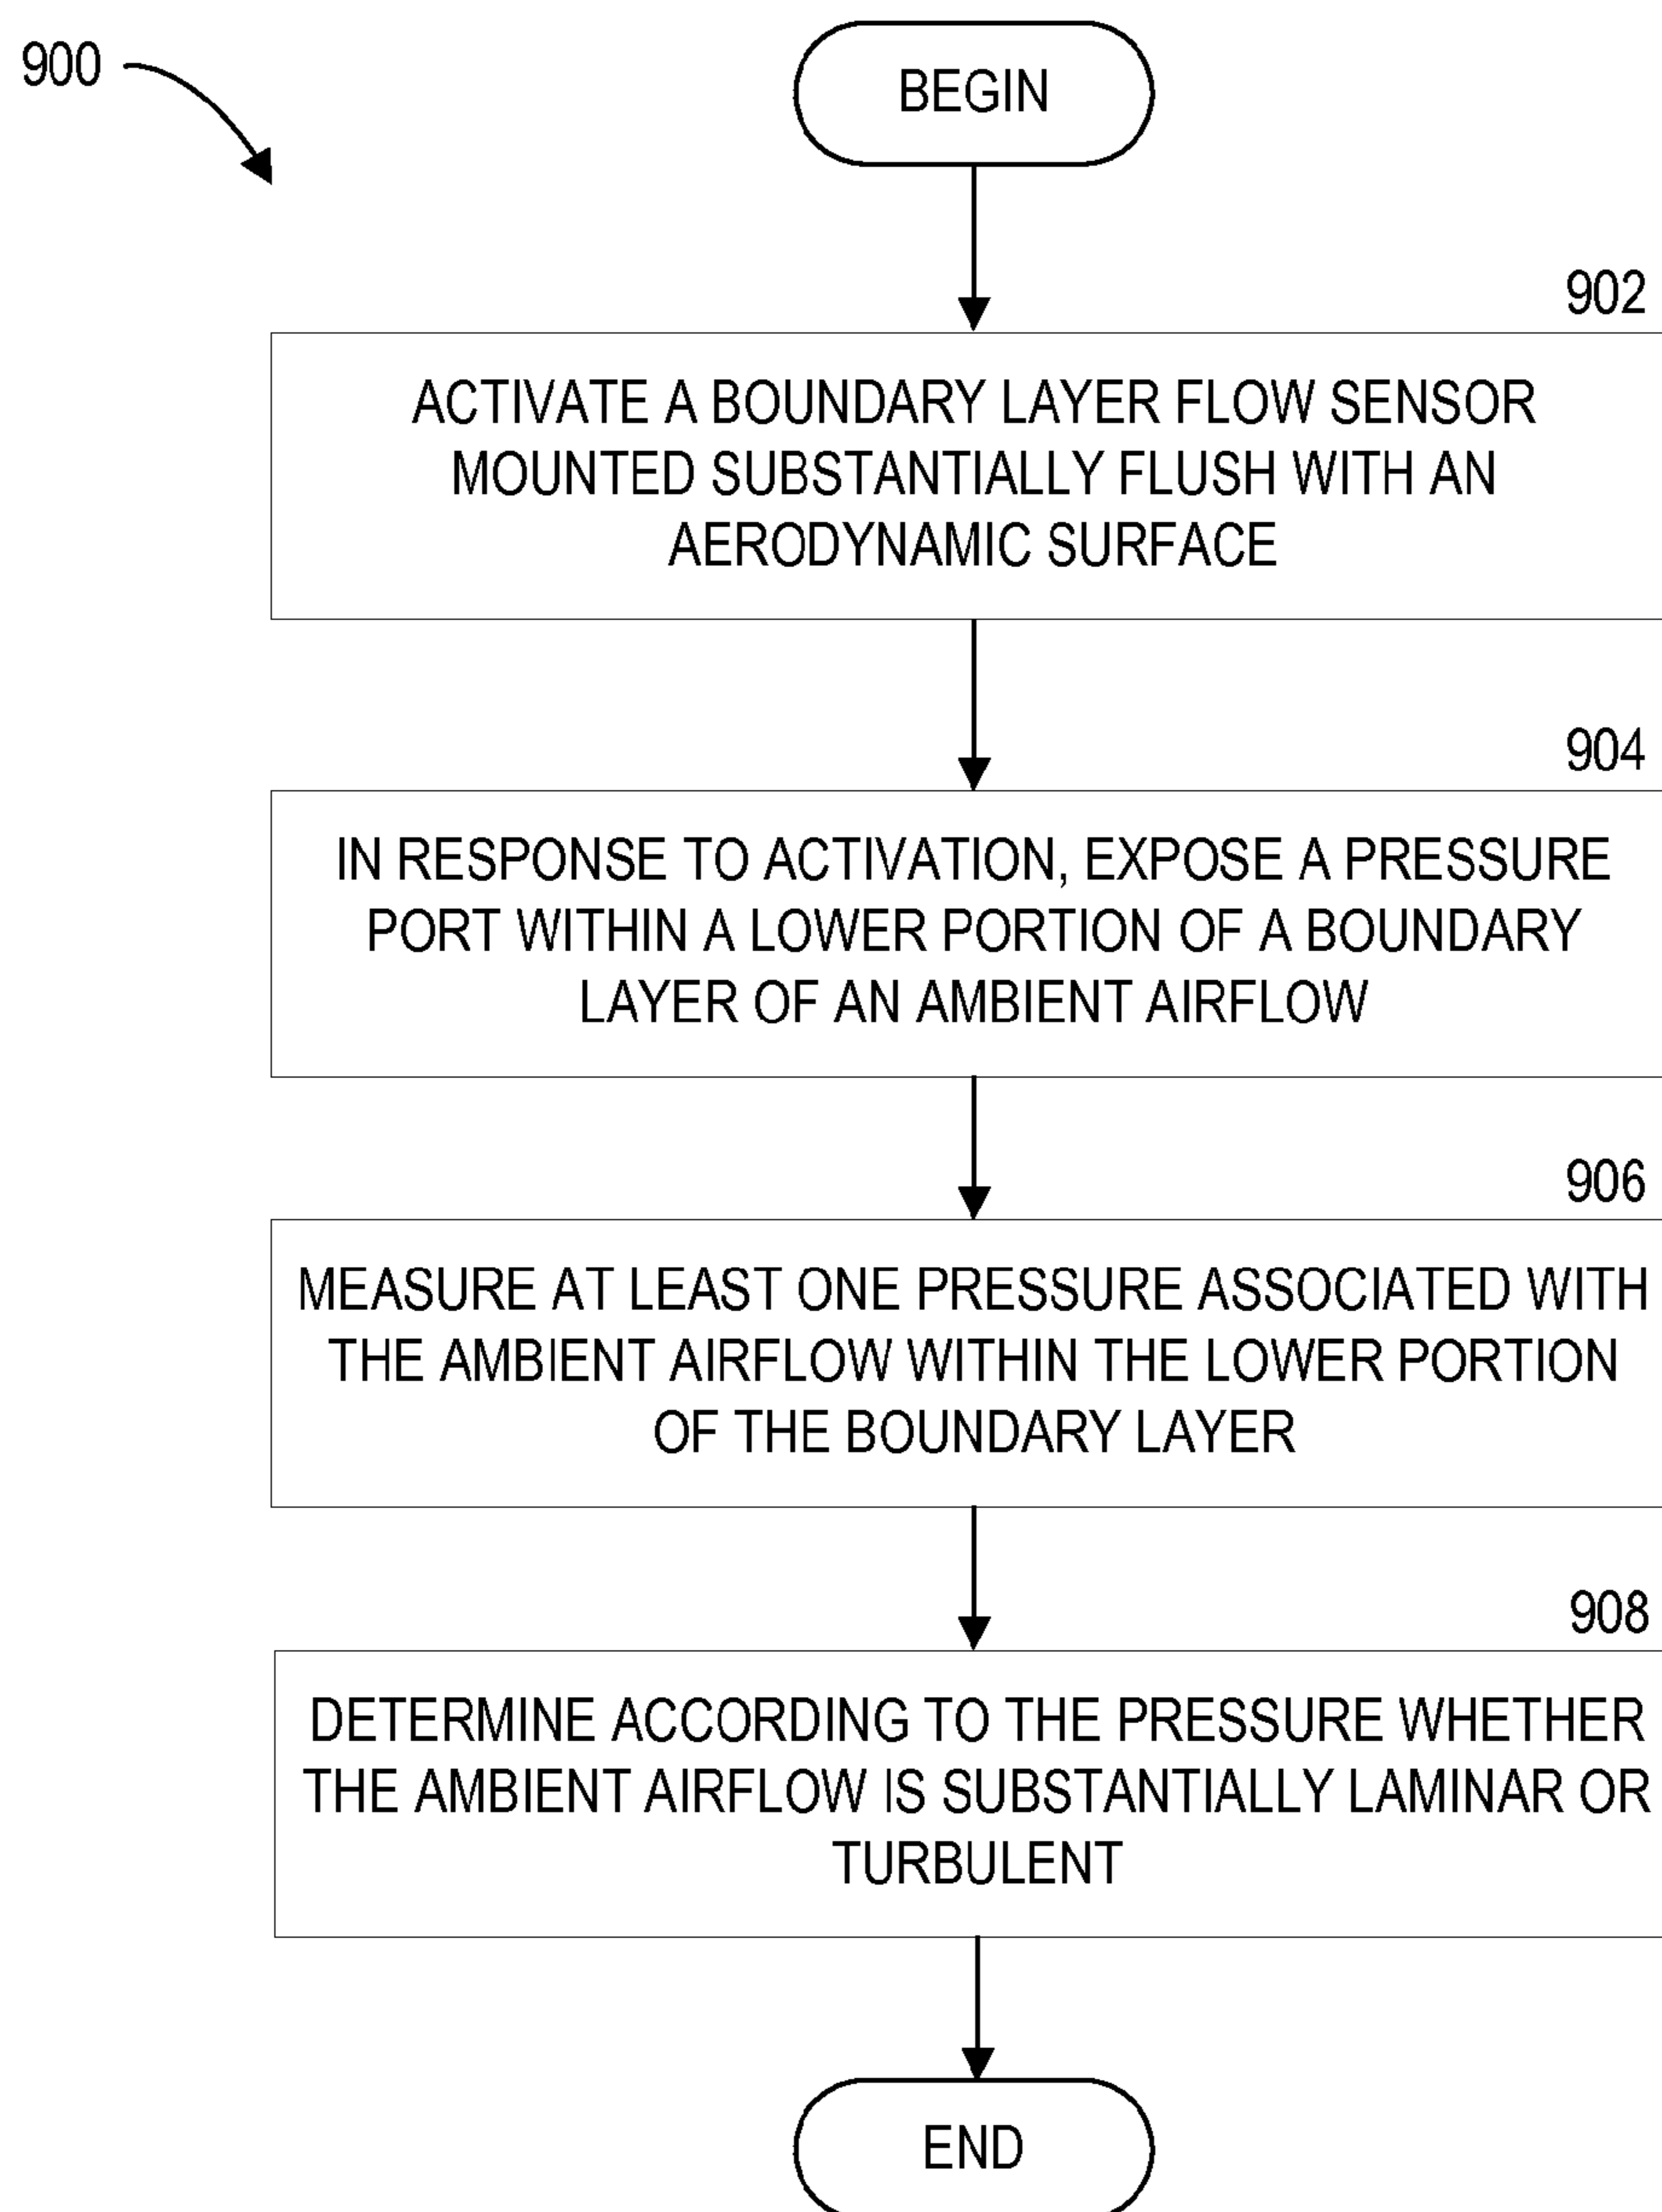 900
BEGIN
902
ACTIVATE A BOUNDARY LAYER FLOW SENSOR
MOUNTED SUBSTANTIALLY FLUSH WITH AN
AERODYNAMIC SURFACE
904
IN RESPONSE TO ACTIVATION, EXPOSE A PRESSURE
PORT WITHIN A LOWER PORTION OF A BOUNDARY
LAYER OF AN AMBIENT AIRFLOW
906
MEASURE AT LEAST ONE PRESSURE ASSOCIATED WITH
THE AMBIENT AIRFLOW WITHIN THE LOWER PORTION
OF THE BOUNDARY LAYER
908
DETERMINE ACCORDING TO THE PRESSURE WHETHER
THE AMBIENT AIRFLOW IS SUBSTANTIALLY LAMINAR OR
TURBULENT
END